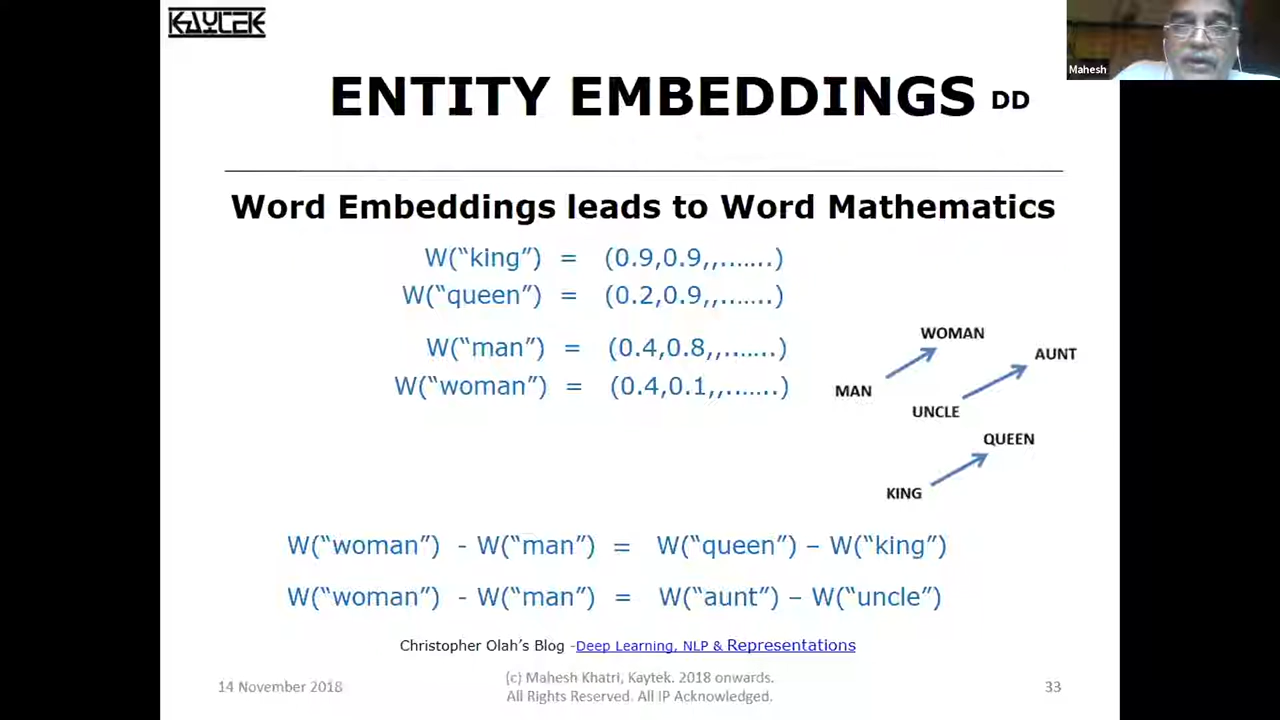 KAYTEK
Mahesh
ENTITY EMBEDDINGS DD
Word Embeddings leads to Word Mathematics
W(“king”) = (0.9,0.9,,…….)
W(“queen”) = (0.2,0.9,,…….)
W(“man”) = (0.4,0.8,,…….)
W(“woman”) = (0.4,0.1,,…….)
WOMAN
AUNT
MAN
UNCLE
QUEEN
KING
W(“woman”) - W(“man”) = W(“queen”) – W(“king”)
W(“woman”) - W(“man”) = W(“aunt”) – W(“uncle”)
Christopher Olah’s Blog -Deep Learning, NLP & Representations
14 November 2018
(c) Mahesh Khatri, Kaytek. 2018 onwards.
All Rights Reserved. All IP Acknowledged.
33